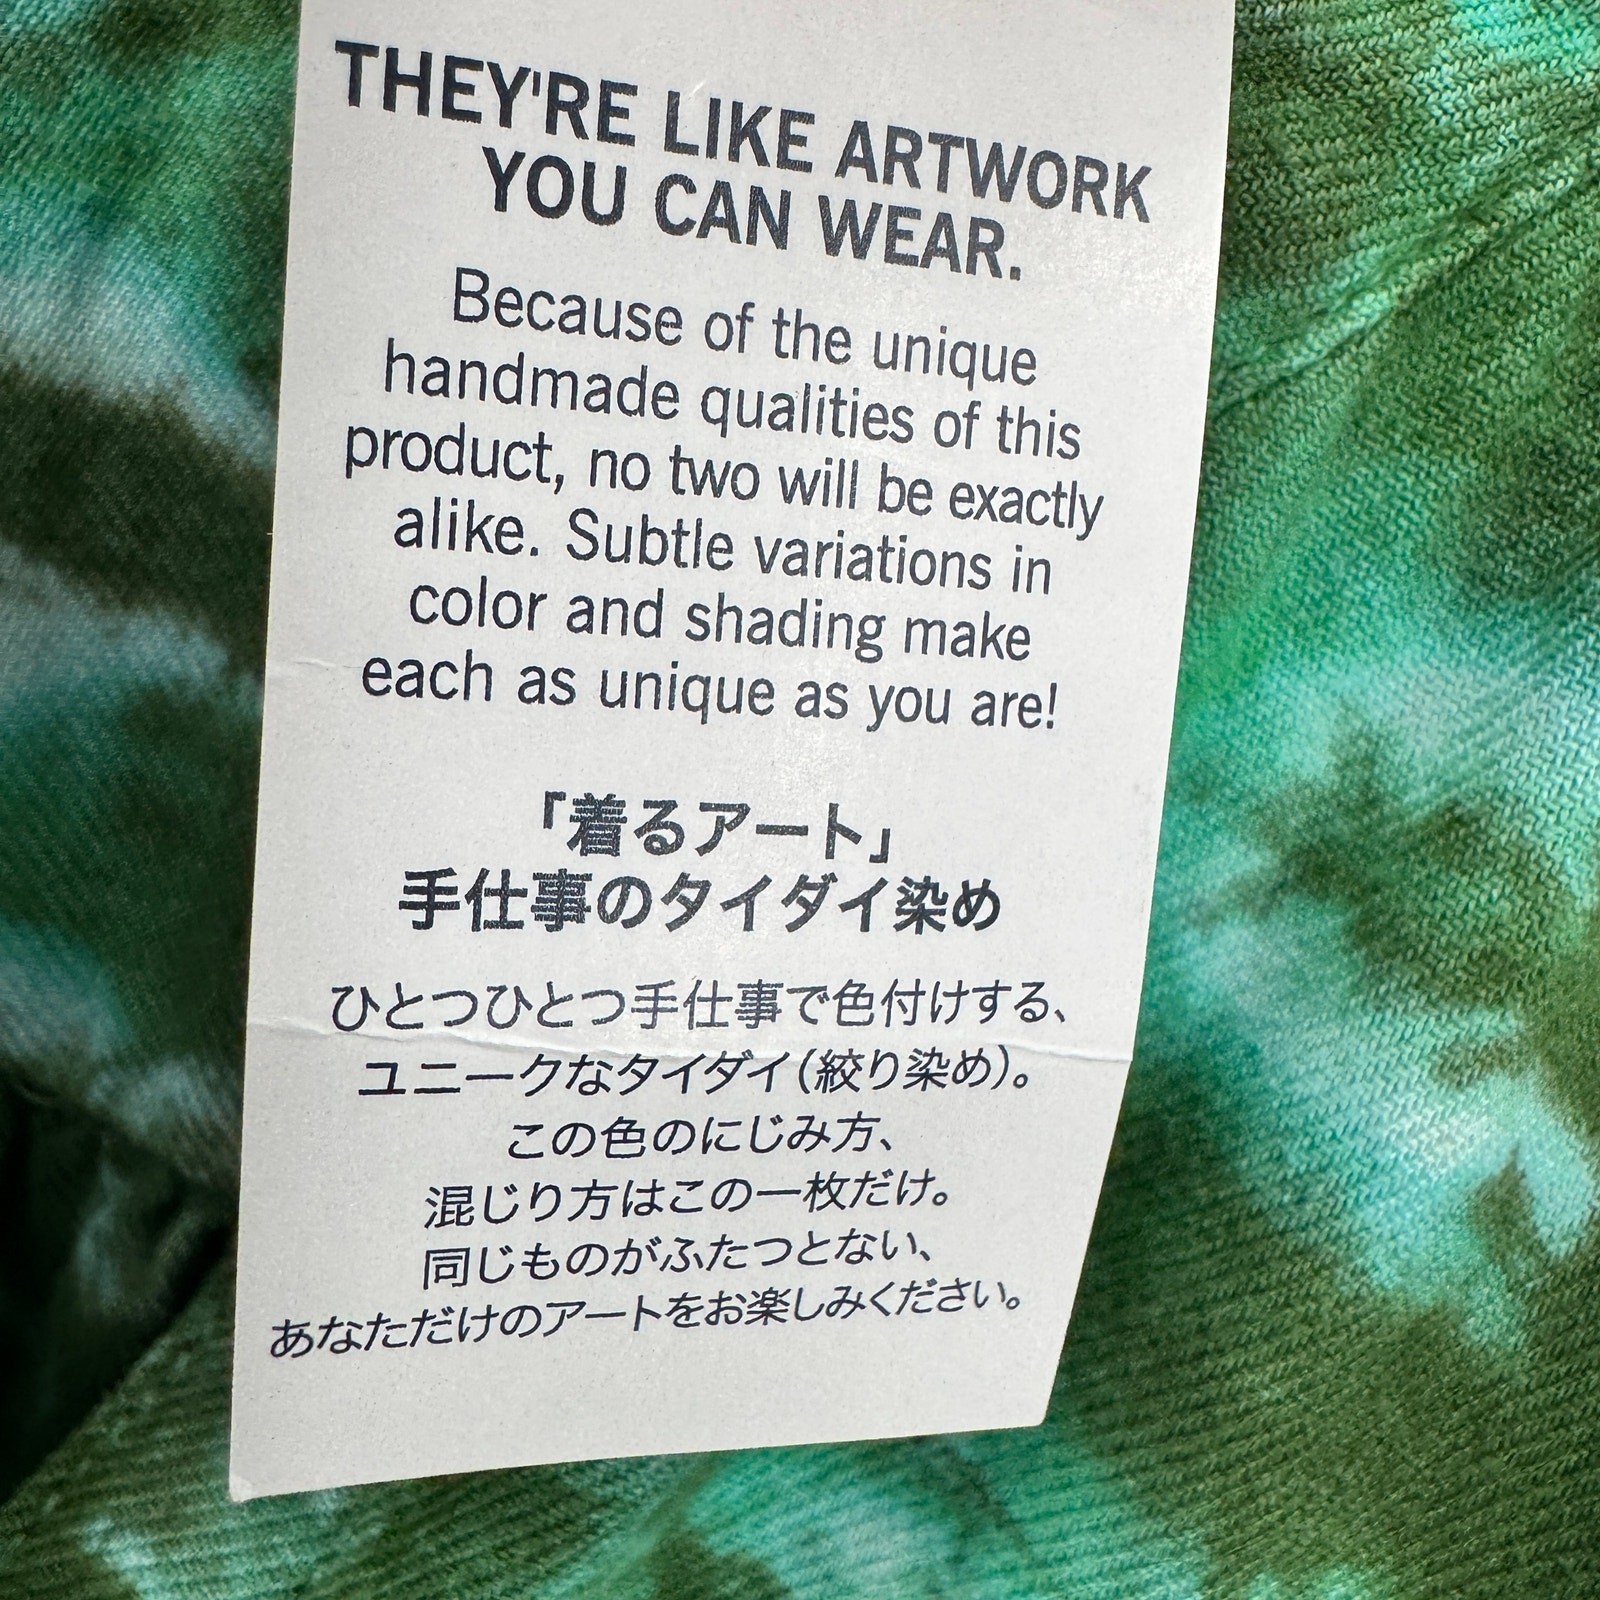 THEY'RE LIKE ARTWORK
YOU CAN WEAR.
Because of the unique
handmade qualities of this
product, no two will be exactly
alike. Subtle variations in
color and shading make
each as unique as you are!
「着るアート」
手仕事のタイダイ染め
ひとつひとつ手仕事で色付けする、
ユニークなタイダイ(絞り染め)。
この色のにじみ方、
混じり方はこの一枚だけ。
同じものがふたつとない、
あなただけのアートをお楽しみください。